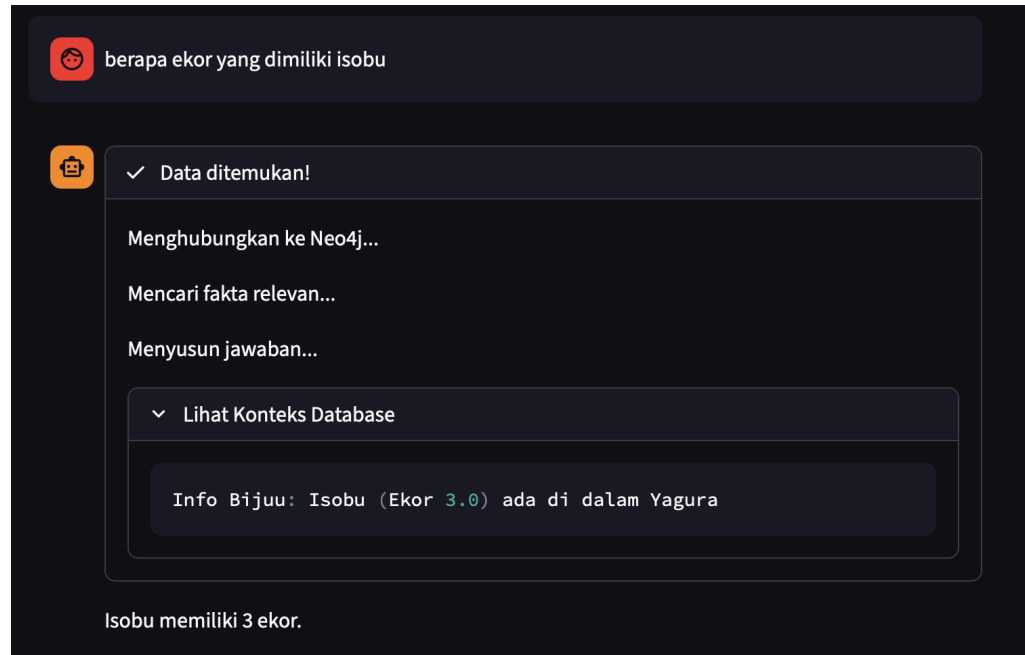 berapa ekor yang dimiliki isobu
Data ditemukan!
Menghubungkan ke Neo4j...
Mencari fakta relevan...
Menyusun jawaban...
Lihat Konteks Database
Info Bijuu: Isobu (Ekor 3.0) ada di dalam Yagura
Isobu memiliki 3 ekor.